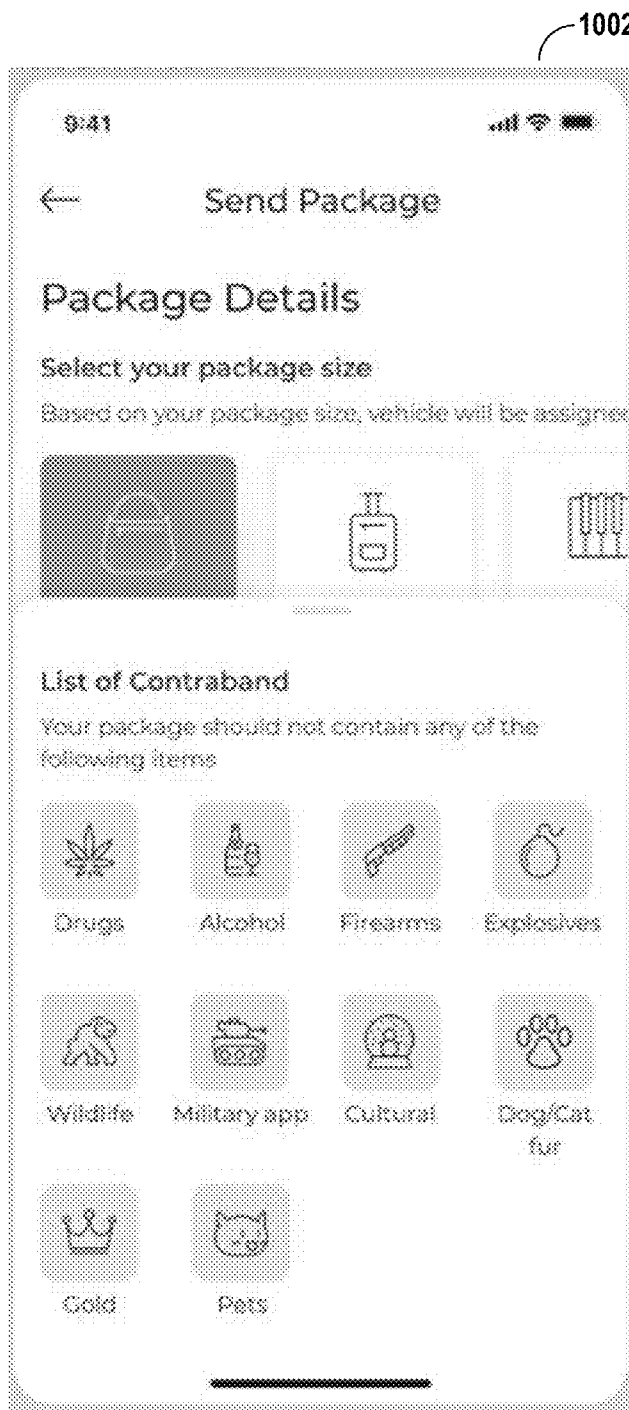 1002
9:41
Send Package
Package Details
Select your package size
Based on your package size, vehicle will be assigned
List of Contraband
Your package should not contain any of the
following items
Drugs Alcohol Firearms Explosives
Wildlife Military app Cultural Dog/Cat
fur
Gold Pets